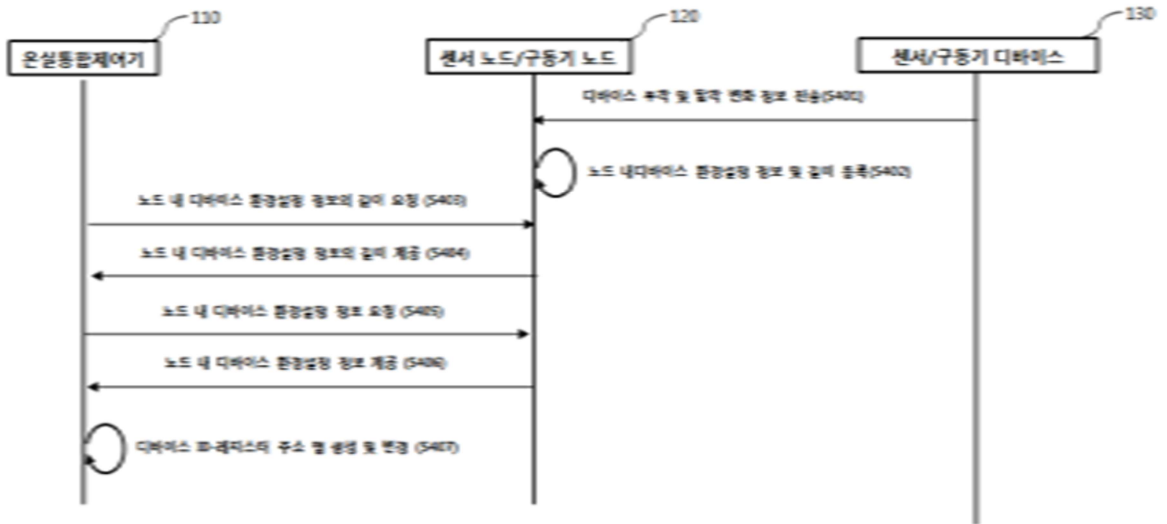 110
120
130
온실통합제어기
센서 노드/구동기 노드
센서/구동기 디바이스
디바이스 부착 및 탈착 변화 정보 전송(S401)
노드 내디바이스 환경설정 정보 및 길이 등록(S402)
노드 내 디바이스 환경설정 정보의 길이 요청 (S403)
노드 내 디바이스 환경설정 정보의 길이 제공 (S404)
노드 내 디바이스 환경설정 정보 요청 (S405)
노드 내 디바이스 환경설정 정보 제공 (S406)
디바이스 ID-레지스터 주소 맵 생성 및 변경 (S407)